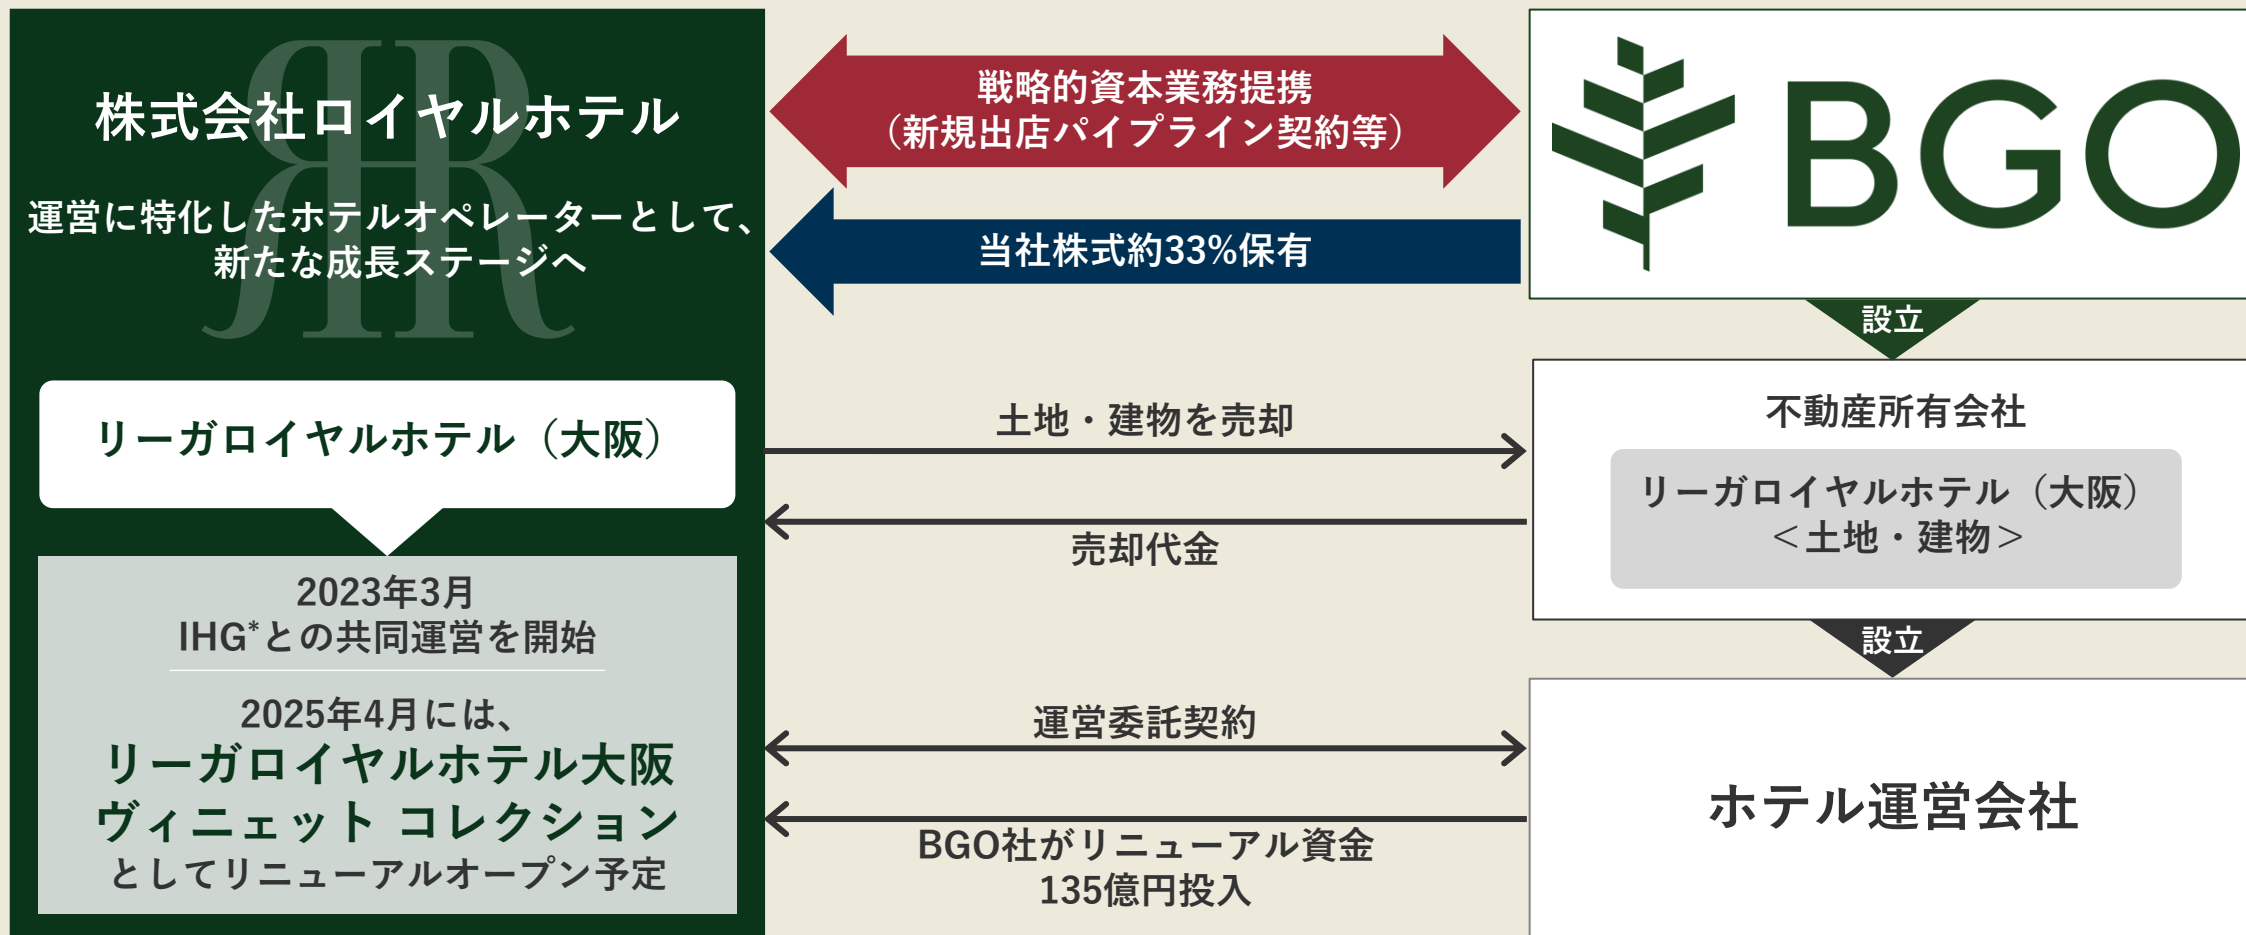 株式会社ロイヤルホテル
運営に特化したホテルオペレーターとして、
新たな成長ステージへ
リーガロイヤルホテル（大阪）
2023年3月
IHG*との共同運営を開始
2025年4月には、
リーガロイヤルホテル大阪
ヴィニェット コレクション
としてリニューアルオープン予定
戦略的資本業務提携
（新規出店パイプライン契約等）
当社株式約33%保有
土地・建物を売却
売却代金
運営委託契約
BGO社がリニューアル資金
135億円投入
BGO
設立
不動産所有会社
リーガロイヤルホテル（大阪）
＜土地・建物＞
設立
ホテル運営会社